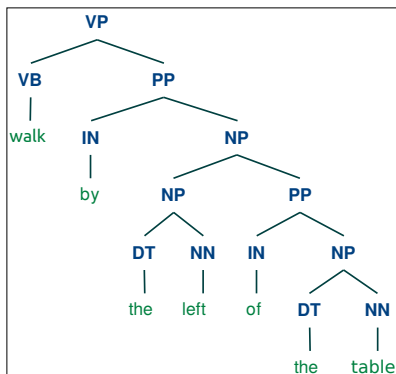 VP
VB PP
walk IN NP
by NP PP
DT NN IN NP
the left of DT NN
the table